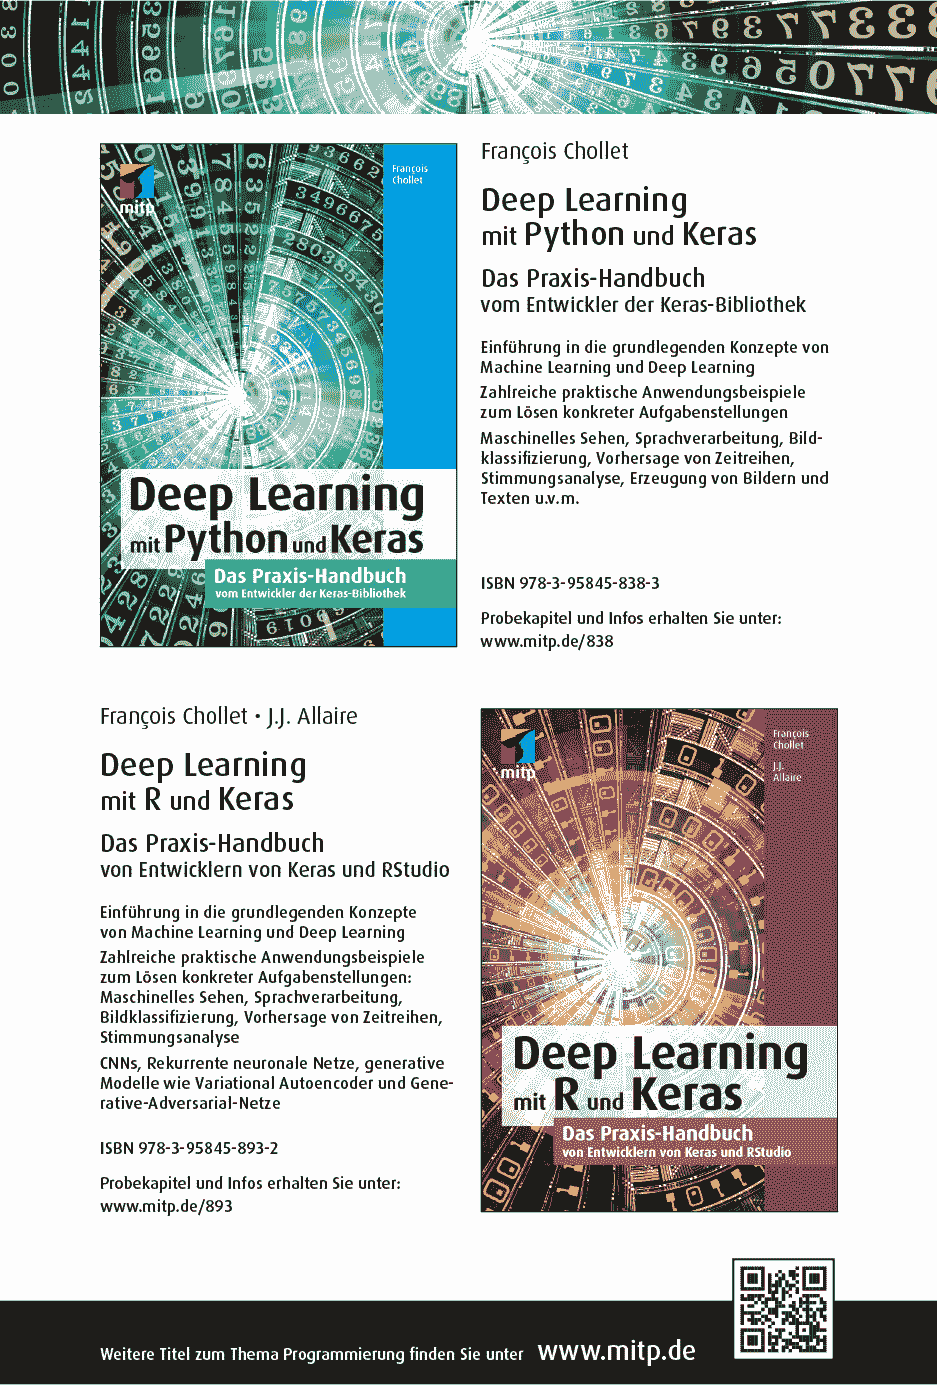 François Chollet
Deep Learning
mit Python und Keras
Das Praxis-Handbuch
vom Entwickler der Keras-Bibliothek
Einführung in die grundlegenden Konzepte von
Machine Learning und Deep Learning
Zahlreiche praktische Anwendungsbeispiele
zum Lösen konkreter Aufgabenstellungen
Maschinelles Sehen, Sprachverarbeitung, Bild-
klassifizierung, Vorhersage von Zeitreihen,
Stimmungsanalyse, Erzeugung von Bildern und
Texten u.v.m.
ISBN 978-3-95845-838-3
Probekapitel und Infos erhalten Sie unter:
www.mitp.de/838
mitp
François
Chollet
Deep Learning
mit Python und Keras
Das Praxis-Handbuch
vom Entwickler der Keras-Bibliothek
François Chollet • J.J. Allaire
Deep Learning
mit R und Keras
Das Praxis-Handbuch
von Entwicklern von Keras und RStudio
Einführung in die grundlegenden Konzepte
von Machine Learning und Deep Learning
Zahlreiche praktische Anwendungsbeispiele
zum Lösen konkreter Aufgabenstellungen:
Maschinelles Sehen, Sprachverarbeitung,
Bildklassifizierung, Vorhersage von Zeitreihen,
Stimmungsanalyse
CNNs, Rekurrente neuronale Netze, generative
Modelle wie Variational Autoencoder und Gene-
rative-Adversarial-Netze
ISBN 978-3-95845-893-2
Probekapitel und Infos erhalten Sie unter:
www.mitp.de/893
mitp
François
Chollet
J.J.
Allaire
Deep Learning
mit R und Keras
Das Praxis-Handbuch
von Entwicklern von Keras und RStudio
Weitere Titel zum Thema Programmierung finden Sie unter www.mitp.de